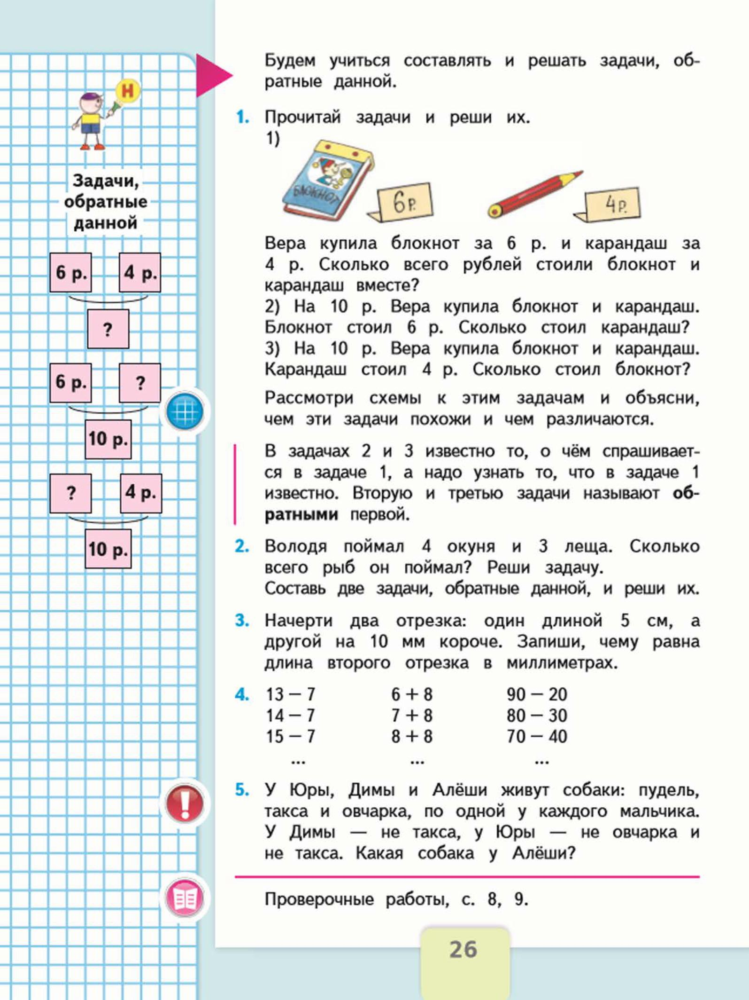 Н
Задачи,
обратные
данной
6 р. 4 р.
?
6 р. ?
10 р.
? 4 р.
10 р.
Будем учиться составлять и решать задачи, об-
ратные данной.
1. Прочитай задачи и реши их.
1)
БЛОКНОТ
6 р.
4 р.
Вера купила блокнот за 6 р. и карандаш за
4 р. Сколько всего рублей стоили блокнот и
карандаш вместе?
2) На 10 р. Вера купила блокнот и карандаш.
Блокнот стоил 6 р. Сколько стоил карандаш?
3) На 10 р. Вера купила блокнот и карандаш.
Карандаш стоил 4 р. Сколько стоил блокнот?
Рассмотри схемы к этим задачам и объясни,
чем эти задачи похожи и чем различаются.
В задачах 2 и 3 известно то, о чём спрашивает-
ся в задаче 1, а надо узнать то, что в задаче 1
известно. Вторую и третью задачи называют об-
ратными первой.
2. Володя поймал 4 окуня и 3 леща. Сколько
всего рыб он поймал? Реши задачу.
Составь две задачи, обратные данной, и реши их.
3. Начерти два отрезка: один длиной 5 см, а
другой на 10 мм короче. Запиши, чему равна
длина второго отрезка в миллиметрах.
4. 13 − 7 6 + 8 90 − 20
14 − 7 7 + 8 80 − 30
15 − 7 8 + 8 70 − 40
... ... ...
!
5. У Юры, Димы и Алёши живут собаки: пудель,
такса и овчарка, по одной у каждого мальчика.
У Димы — не такса, у Юры — не овчарка и
не такса. Какая собака у Алёши?
Проверочные работы, с. 8, 9.
26